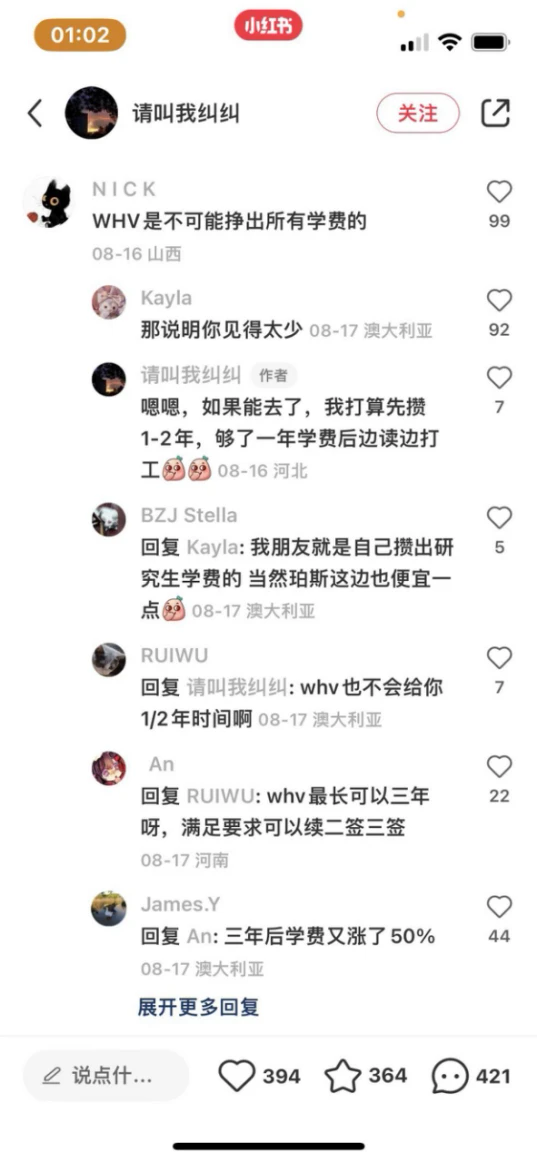 01:02
小红书
请叫我纠纠
关注
N I C K
WHV是不可能挣出所有学费的
99
08-16 山西
Kayla
那说明你见得太少 08-17 澳大利亚
92
请叫我纠纠 作者
嗯嗯，如果能去了，我打算先攒
7
1-2年，够了一年学费后边读边打
工 08-16 河北
BZJ Stella
回复 Kayla: 我朋友就是自己攒出研
5
究生学费的 当然珀斯这边也便宜一
点 08-17 澳大利亚
RUIWU
回复 请叫我纠纠: whv也不会给你
7
1/2年时间啊 08-17 澳大利亚
An
回复 RUIWU: whv最长可以三年
22
呀，满足要求可以续二签三签
08-17 河南
James.Y
回复 An: 三年后学费又涨了50%
44
08-17 澳大利亚
展开更多回复
说点什...
394
364
421